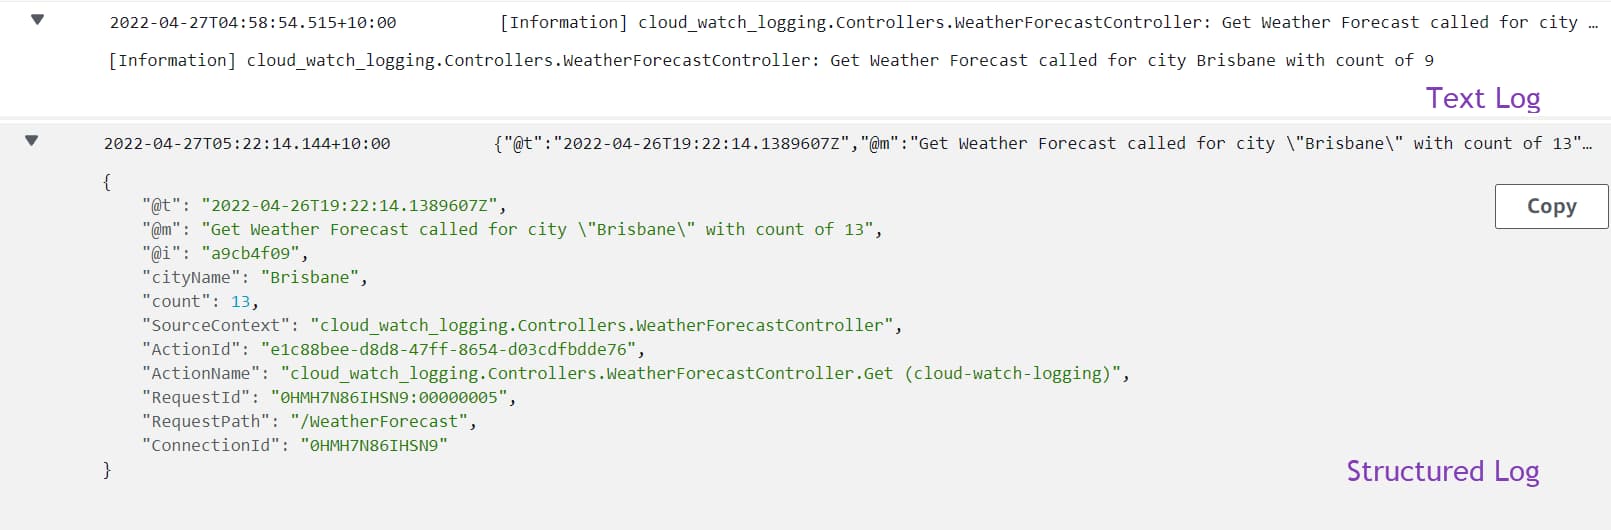 2022-04-27T04:58:54.515+10:00 [Information] cloud_watch_logging.Controllers.WeatherForecastController: Get Weather Forecast called for city …
[Information] cloud_watch_logging.Controllers.WeatherForecastController: Get Weather Forecast called for city Brisbane with count of 9
Text Log
2022-04-27T05:22:14.144+10:00 {"@t":"2022-04-26T19:22:14.1389607Z","@m":"Get Weather Forecast called for city \"Brisbane\" with count of 13"…
{
"@t": "2022-04-26T19:22:14.1389607Z",
Copy
"@m": "Get Weather Forecast called for city \"Brisbane\" with count of 13",
"@i": "a9cb4f09",
"cityName": "Brisbane",
"count": 13,
"SourceContext": "cloud_watch_logging.Controllers.WeatherForecastController",
"ActionId": "e1c88bee-d8d8-47ff-8654-d03cdfbdde76",
"ActionName": "cloud_watch_logging.Controllers.WeatherForecastController.Get (cloud-watch-logging)",
"RequestId": "0HMH7N86IHSN9:00000005",
"RequestPath": "/WeatherForecast",
"ConnectionId": "0HMH7N86IHSN9"
}
Structured Log